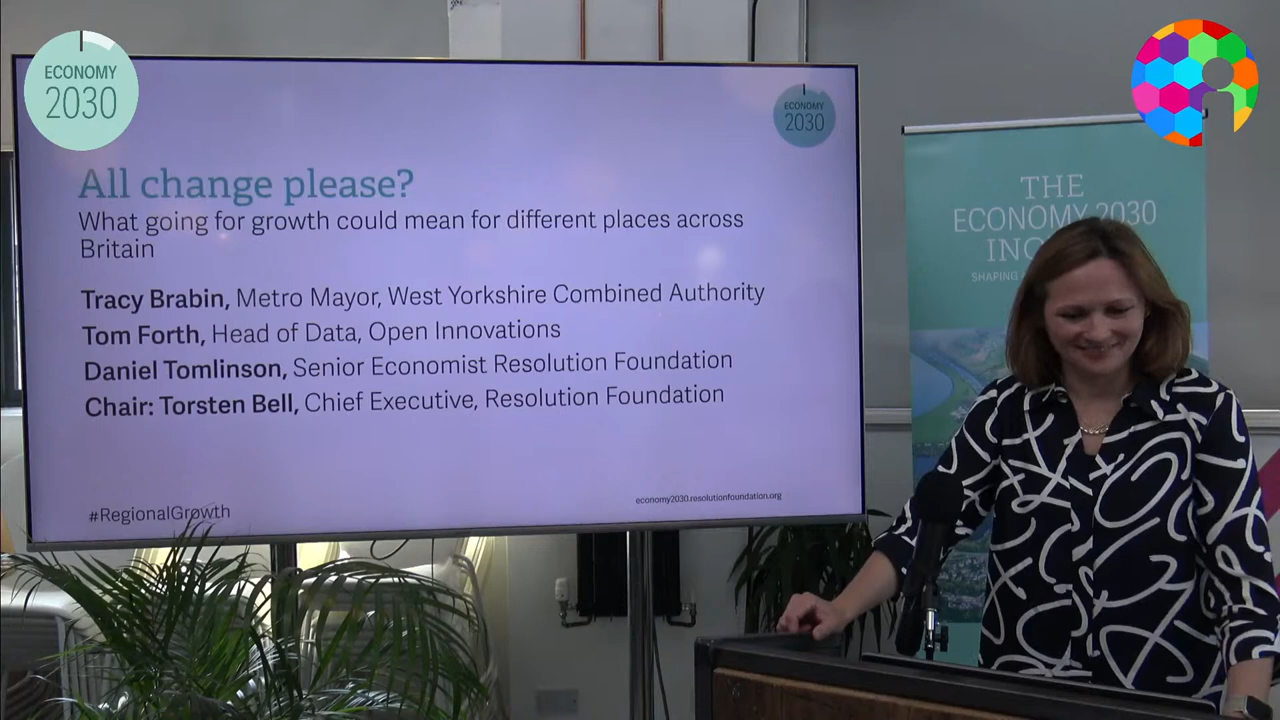 ECONOMY
2030
ECONOMY
2030
All change please?
What going for growth could mean for different places across
Britain
Tracy Brabin, Metro Mayor, West Yorkshire Combined Authority
Tom Forth, Head of Data, Open Innovations
Daniel Tomlinson, Senior Economist Resolution Foundation
Chair: Torsten Bell, Chief Executive, Resolution Foundation
#RegionalGrowth
economy2030.resolutionfoundation.org
THE
ECONOMY 2030
SHAPING